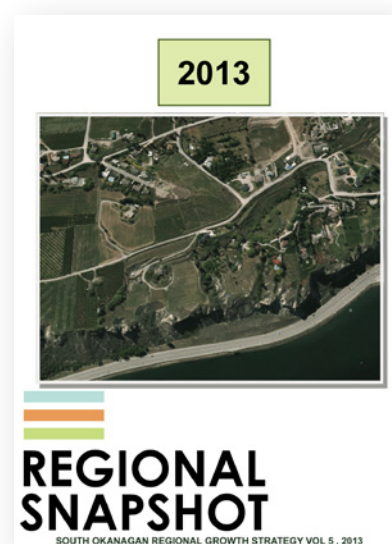 2013
REGIONAL
SNAPSHOT
SOUTH OKANAGAN REGIONAL GROWTH STRATEGY VOL 5 , 2013